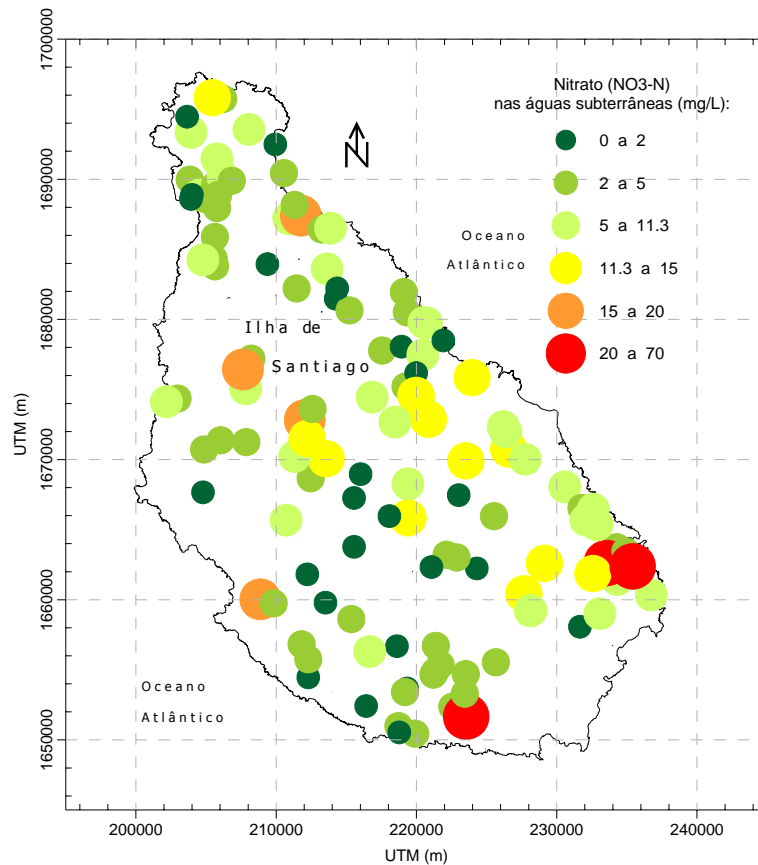 Nitrato (NO3-N)
nas águas subterrâneas (mg/L):
0 a 2
2 a 5
5 a 11.3
11.3 a 15
15 a 20
20 a 70
N
Oceano
Atlântico
Ilha de
Santiago
Oceano
Atlântico
UTM (m)
1700000
1690000
1680000
1670000
1660000
1650000
200000
210000
220000
230000
240000
UTM (m)